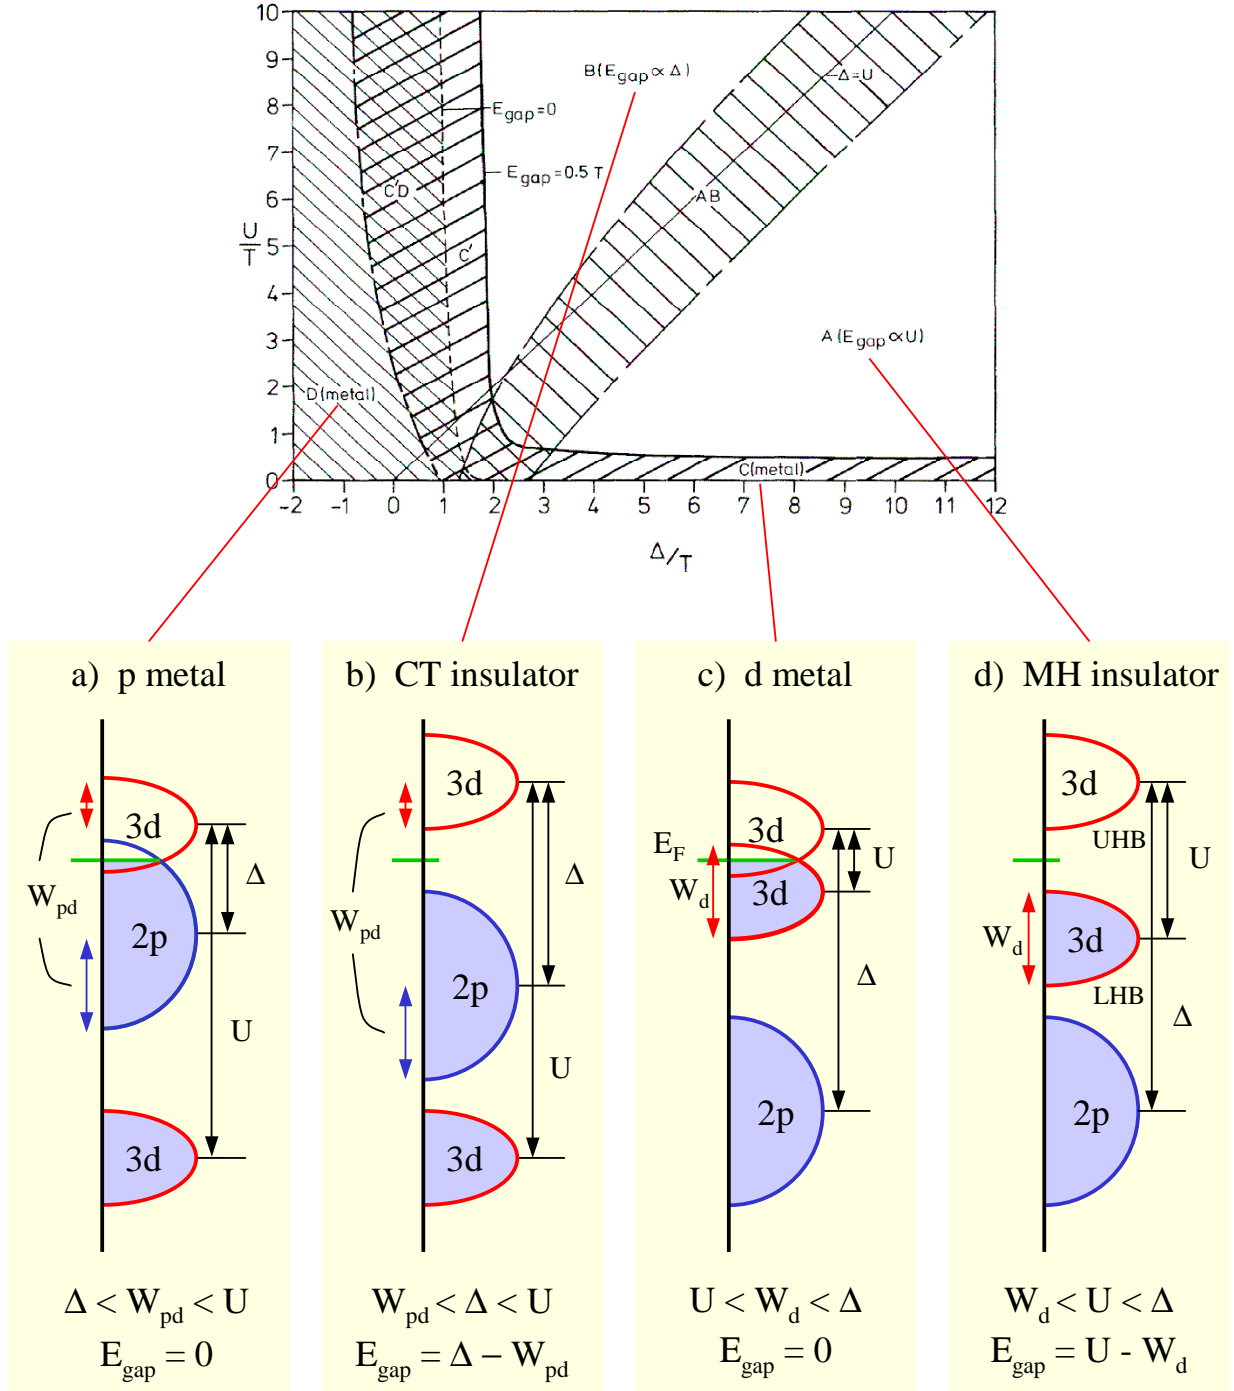 10
9
8
7
6
5
4
3
2
1
0
U
T
B(E_gap ∝ Δ)
Δ=U
E_gap=0
E_gap=0.5 T
C'D
C'
AB
A(E_gap ∝ U)
D(metal)
C(metal)
-2 -1 0 1 2 3 4 5 6 7 8 9 10 11 12
Δ/T
a) p metal
3d
Δ
W_pd
2p
U
3d
Δ < W_pd < U
E_gap = 0
b) CT insulator
3d
Δ
W_pd
2p
U
3d
W_pd < Δ < U
E_gap = Δ – W_pd
c) d metal
3d
E_F
U
W_d
3d
Δ
2p
U < W_d < Δ
E_gap = 0
d) MH insulator
3d
UHB
U
W_d
3d
LHB
Δ
2p
W_d < U < Δ
E_gap = U - W_d